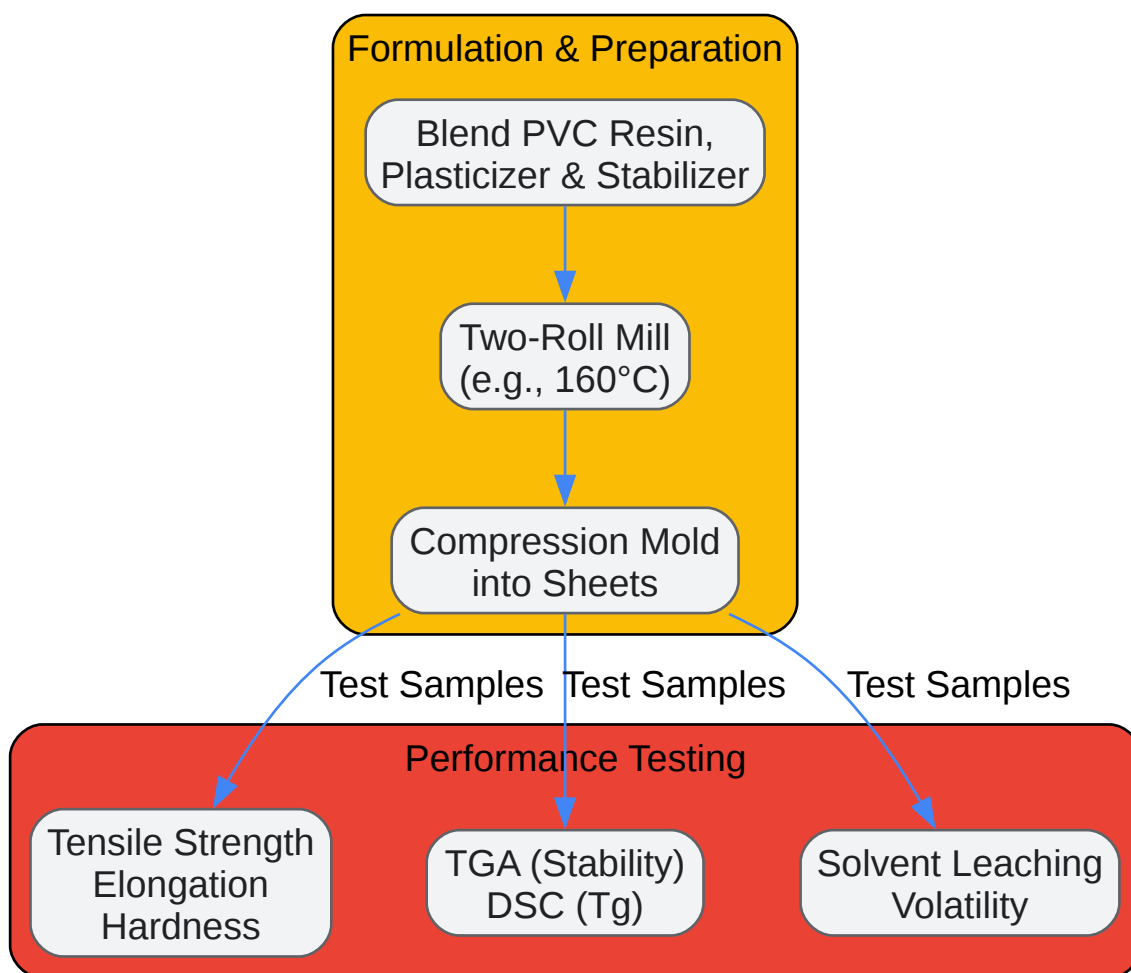 Formulation & Preparation
Blend PVC Resin,
Plasticizer & Stabilizer
Two-Roll Mill
(e.g., 160°C)
Compression Mold
into Sheets
Test Samples
Test Samples
Test Samples
Performance Testing
Tensile Strength
Elongation
Hardness
TGA (Stability)
DSC (Tg)
Solvent Leaching
Volatility